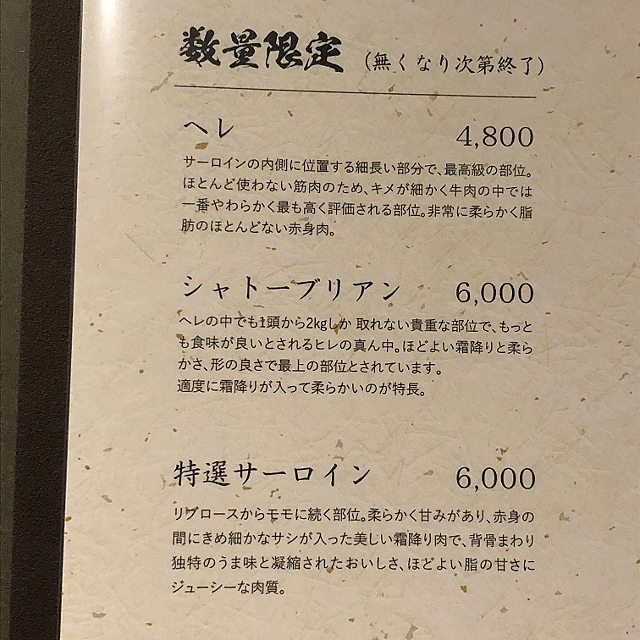 数量限定 (無くなり次第終了)
ヘレ 4,800
サーロインの内側に位置する細長い部分で、最高級の部位。
ほとんど使わない筋肉のため、キメが細かく牛肉の中では
一番やわらかく最も高く評価される部位。非常に柔らかく脂
肪のほとんどない赤身肉。
シャトーブリアン 6,000
ヘレの中でも1頭から2kgしか 取れない貴重な部位で、もっと
も食味が良いとされるヒレの真ん中。ほどよい霜降りと柔ら
かさ、形の良さで最上の部位とされています。
適度に霜降りが入って柔らかいのが特長。
特選サーロイン 6,000
リブロースからモモに続く部位。柔らかく甘みがあり、赤身の
間にきめ細かなサシが入った美しい霜降り肉で、背骨まわり
独特のうま味と凝縮されたおいしさ、ほどよい脂の甘さに
ジューシーな肉質。